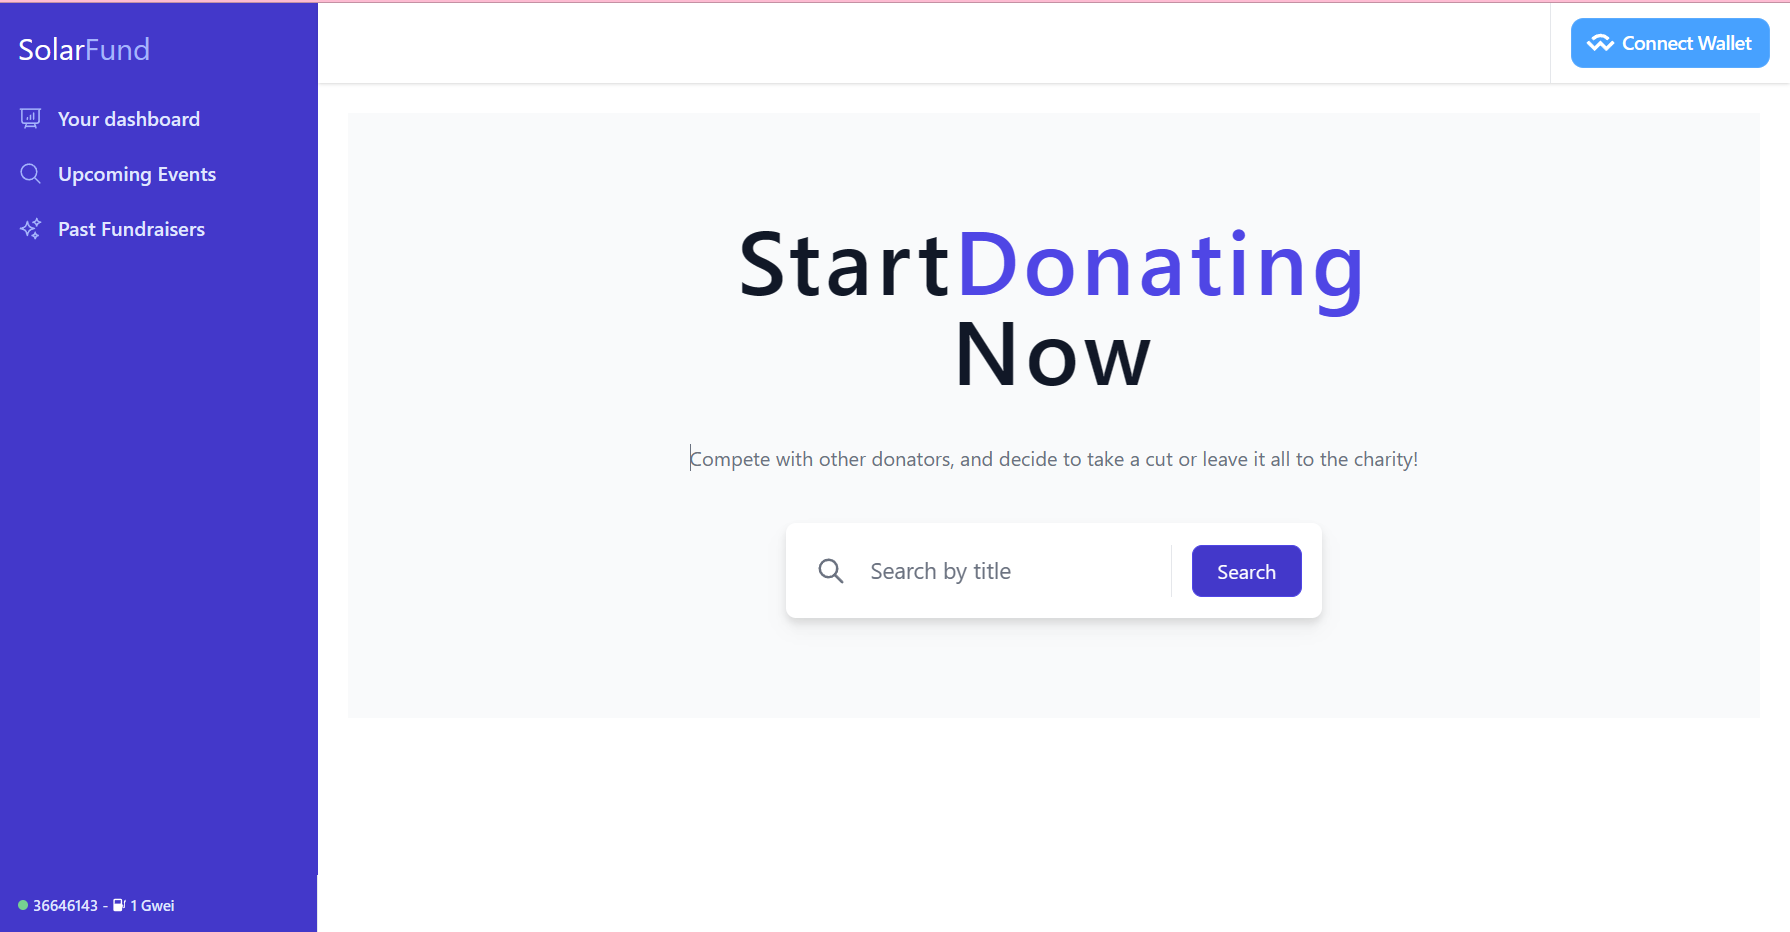 SolarFund
Connect Wallet
Your dashboard
Upcoming Events
Past Fundraisers
StartDonating
Now
Compete with other donators, and decide to take a cut or leave it all to the charity!
Search by title
Search
36646143 - 1 Gwei